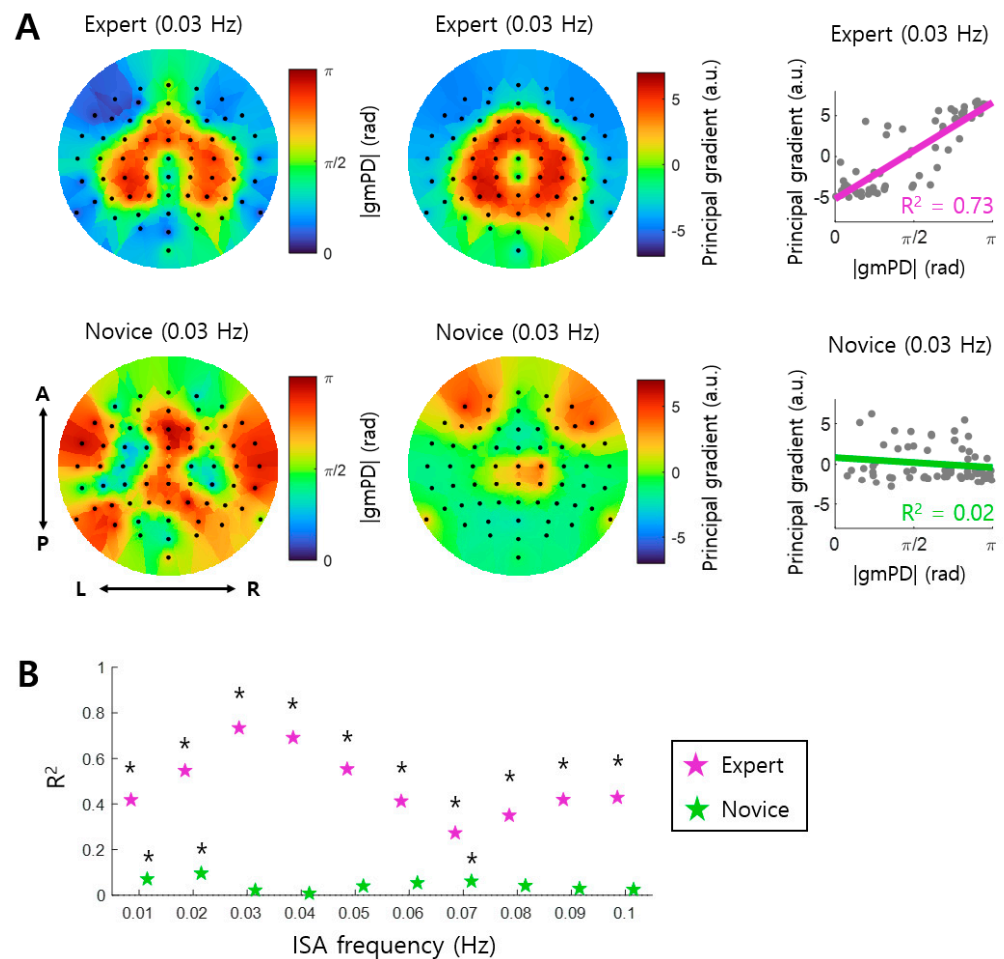 A
Expert (0.03 Hz)
Expert (0.03 Hz)
Expert (0.03 Hz)
π
π/2
0
|gmPD| (rad)
5
0
-5
Principal gradient (a.u.)
Principal gradient (a.u.)
5
0
-5
R² = 0.73
0
π/2
π
|gmPD| (rad)
Novice (0.03 Hz)
Novice (0.03 Hz)
Novice (0.03 Hz)
A
P
L
R
π
π/2
0
|gmPD| (rad)
5
0
-5
Principal gradient (a.u.)
Principal gradient (a.u.)
5
0
-5
R² = 0.02
0
π/2
π
|gmPD| (rad)
B
R²
1
0.8
0.6
0.4
0.2
0
* * * * * * * * * *
* * *
0.01 0.02 0.03 0.04 0.05 0.06 0.07 0.08 0.09 0.1
ISA frequency (Hz)
Expert
Novice